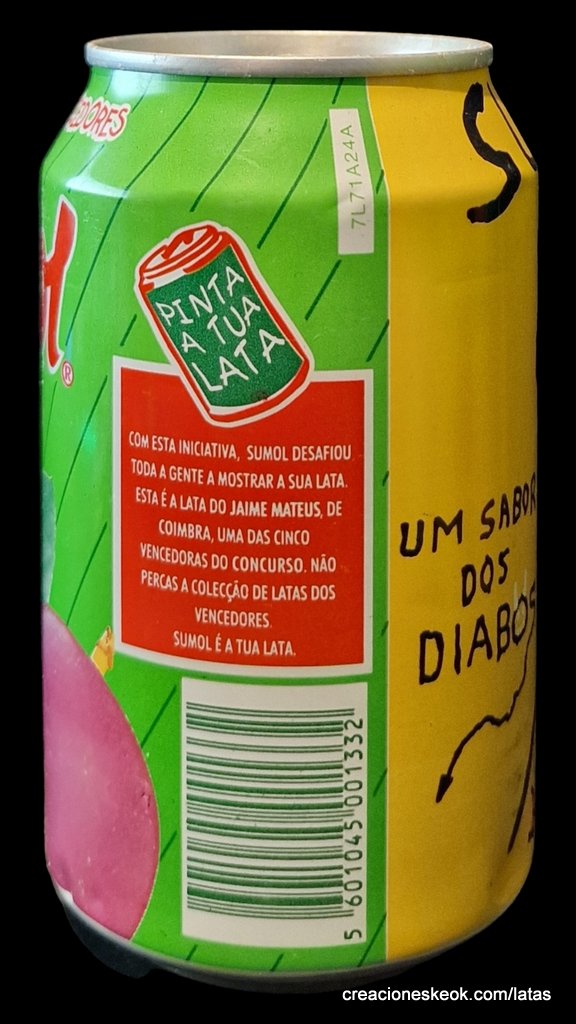 7L71A24A
PINTA
A TUA
LATA
COM ESTA INICIATIVA, SUMOL DESAFIOU
TODA A GENTE A MOSTRAR A SUA LATA.
ESTA É A LATA DO JAIME MATEUS, DE
COIMBRA, UMA DAS CINCO
VENCEDORAS DO CONCURSO. NÃO
PERCAS A COLECÇÃO DE LATAS DOS
VENCEDORES.
SUMOL É A TUA LATA.
5 601045 001332
UM SABOR
DOS
DIABOS
creacioneskeok.com/latas